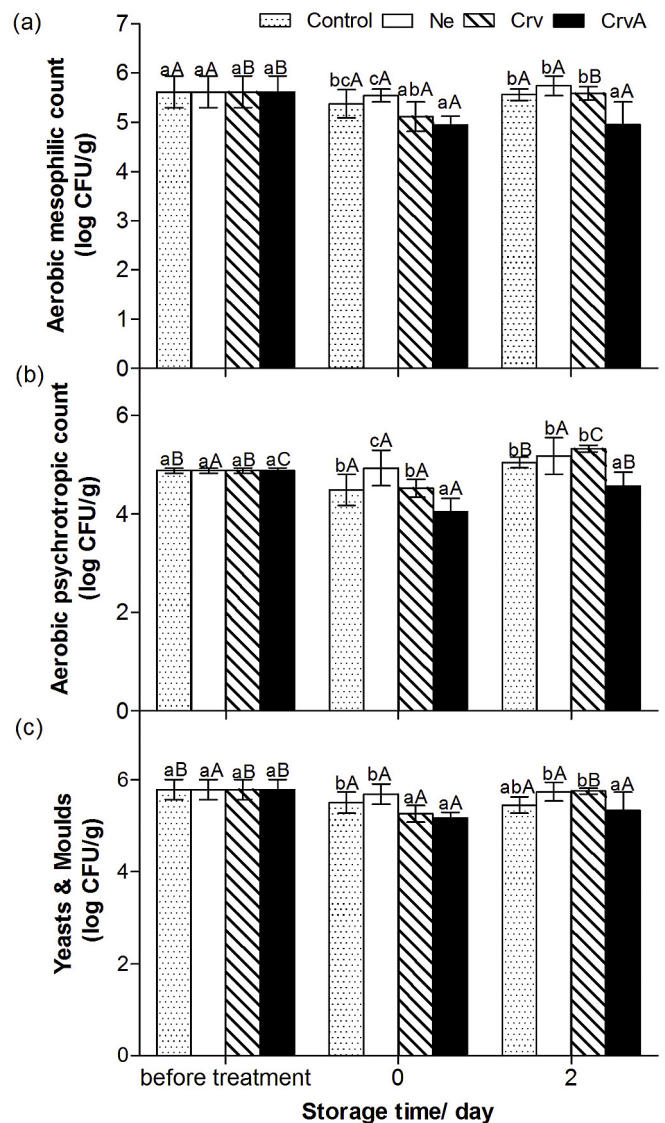 (a)
Control Ne Crv CrvA
Aerobic mesophilic count
(log CFU/g)
7
6
5
4
3
2
1
0
aA aA aB aB
bcA cA abA aA
bA bA bB aA
(b)
Aerobic psychrotropic count
(log CFU/g)
6
4
2
0
aB aA aB aC
bA cA bA aA
bB bA bC aB
(c)
Yeasts & Moulds
(log CFU/g)
6
4
2
0
aB aA aB aB
bA bA aA aA
abA bA bB aA
before treatment 0 2
Storage time/ day